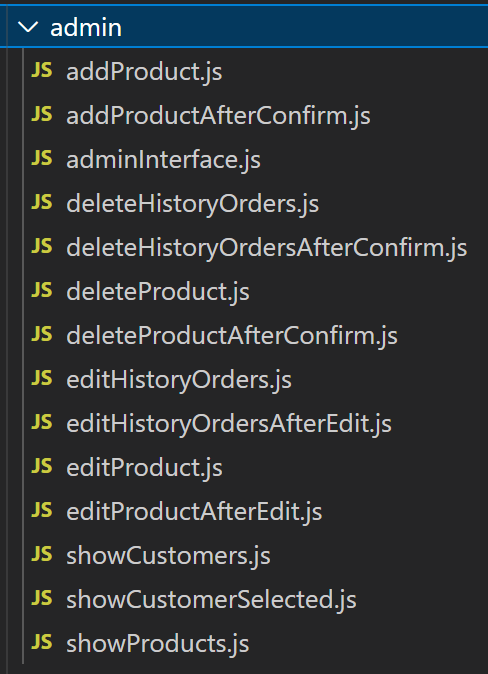 admin
JS addProduct.js
JS addProductAfterConfirm.js
JS adminInterface.js
JS deleteHistoryOrders.js
JS deleteHistoryOrdersAfterConfirm.js
JS deleteProduct.js
JS deleteProductAfterConfirm.js
JS editHistoryOrders.js
JS editHistoryOrdersAfterEdit.js
JS editProduct.js
JS editProductAfterEdit.js
JS showCustomers.js
JS showCustomerSelected.js
JS showProducts.js